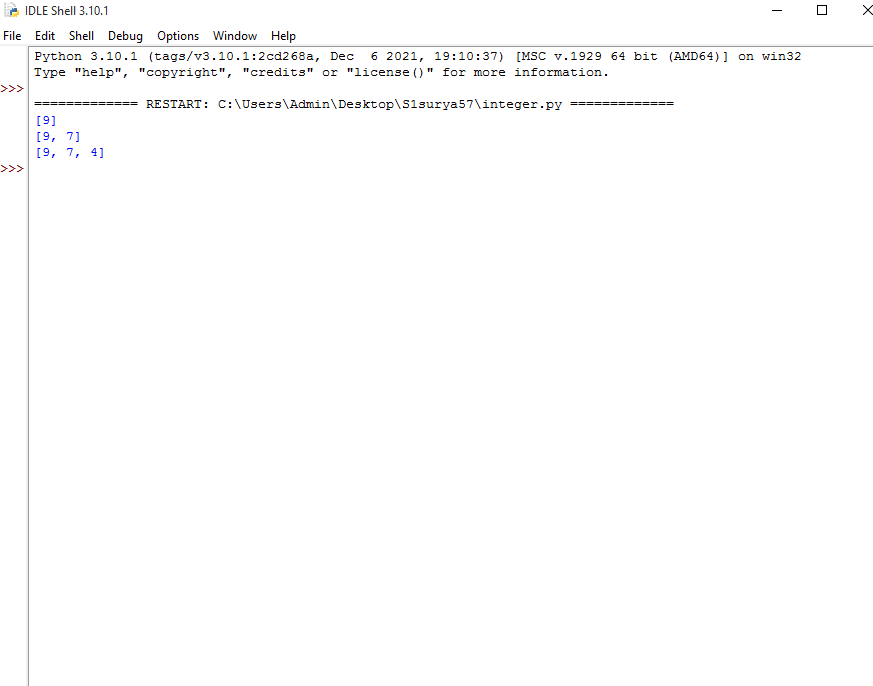 IDLE Shell 3.10.1
File Edit Shell Debug Options Window Help
Python 3.10.1 (tags/v3.10.1:2cd268a, Dec  6 2021, 19:10:37) [MSC v.1929 64 bit (AMD64)] on win32
Type "help", "copyright", "credits" or "license()" for more information.
>>>
============= RESTART: C:\Users\Admin\Desktop\S1surya57\integer.py =============
[9]
[9, 7]
[9, 7, 4]
>>>